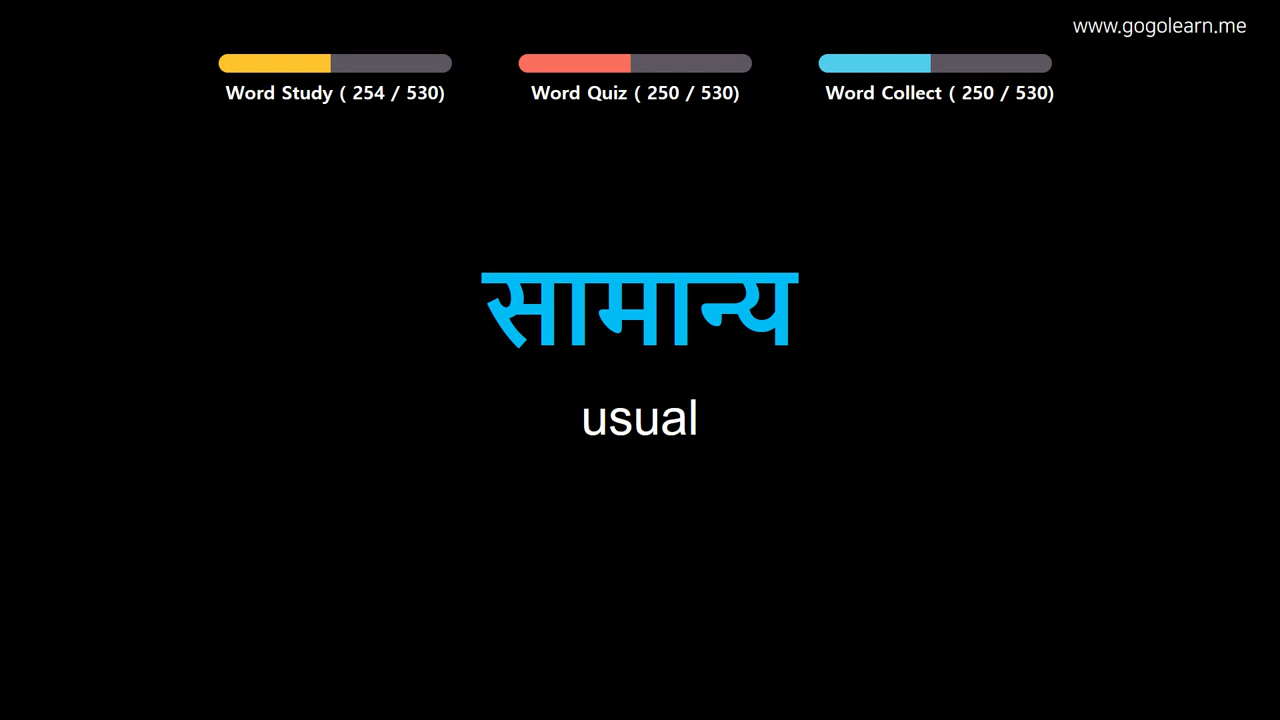 www.gogolearn.me
Word Study ( 254 / 530)
Word Quiz ( 250 / 530)
Word Collect ( 250 / 530)
सामान्य
usual